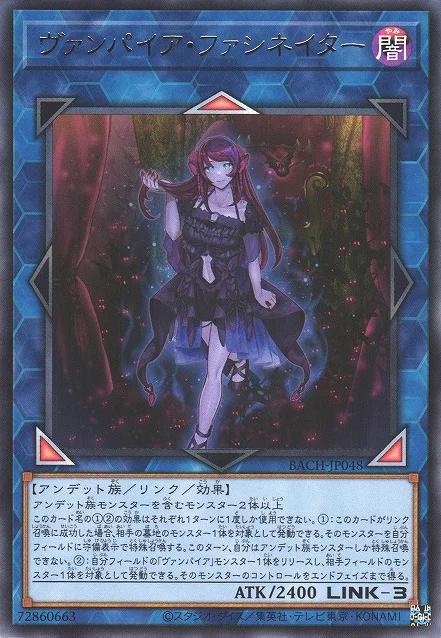 ヴァンパイア・ファシネイター
闇
BACH-JP048
【アンデット族／リンク／効果】
アンデット族モンスターを含むモンスター２体以上
このカード名の①②の効果はそれぞれ１ターンに１度しか使用できない。①：このカードがリンク
召喚に成功した場合、相手の墓地のモンスター１体を対象として発動できる。そのモンスターを自分
フィールドに守備表示で特殊召喚する。このターン、自分はアンデット族モンスターしか特殊召喚
できない。②：自分フィールドの「ヴァンパイア」モンスター１体をリリースし、相手フィールドのモン
スター１体を対象として発動できる。そのモンスターのコントロールをエンドフェイズまで得る。
ATK/2400 LINK-3
72860663 ©スタジオ・ダイス／集英社・テレビ東京・KONAMI